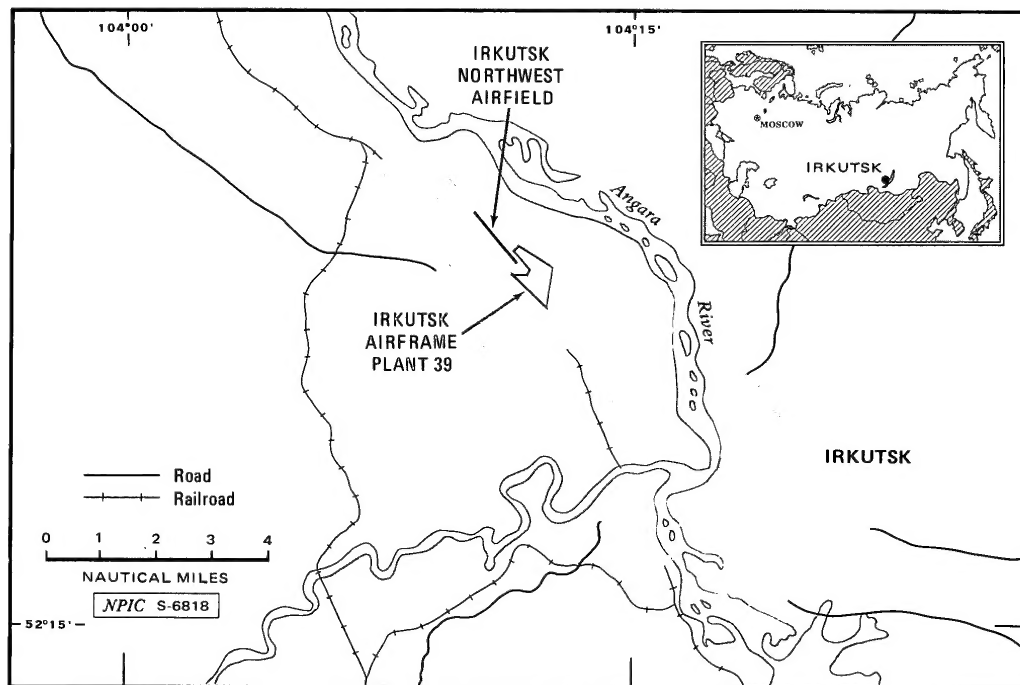 104°00'
104°15'
IRKUTSK
NORTHWEST
AIRFIELD
MOSCOW
IRKUTSK
Angara
River
IRKUTSK
AIRFRAME
PLANT 39
IRKUTSK
Road
Railroad
0 1 2 3 4
NAUTICAL MILES
NPIC S-6818
52°15'